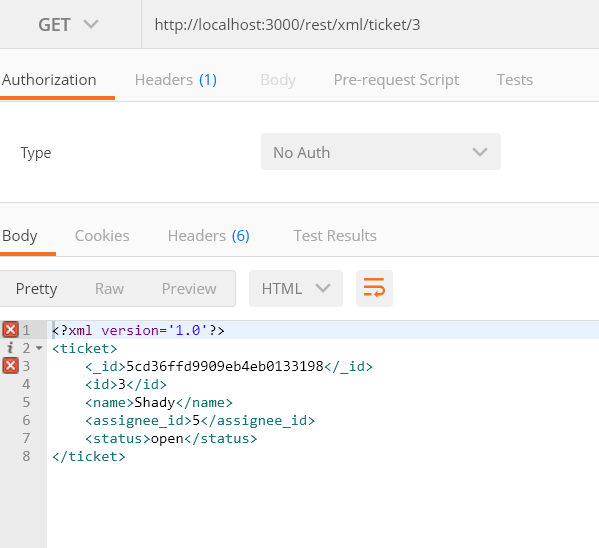 GET http://localhost:3000/rest/xml/ticket/3
Authorization Headers (1) Body Pre-request Script Tests
Type No Auth
Body Cookies Headers (6) Test Results
Pretty Raw Preview HTML
1 <?xml version='1.0'?>
i 2 <ticket>
3 <_id>5cd36ffd9909eb4eb0133198</_id>
4 <id>3</id>
5 <name>Shady</name>
6 <assignee_id>5</assignee_id>
7 <status>open</status>
8 </ticket>